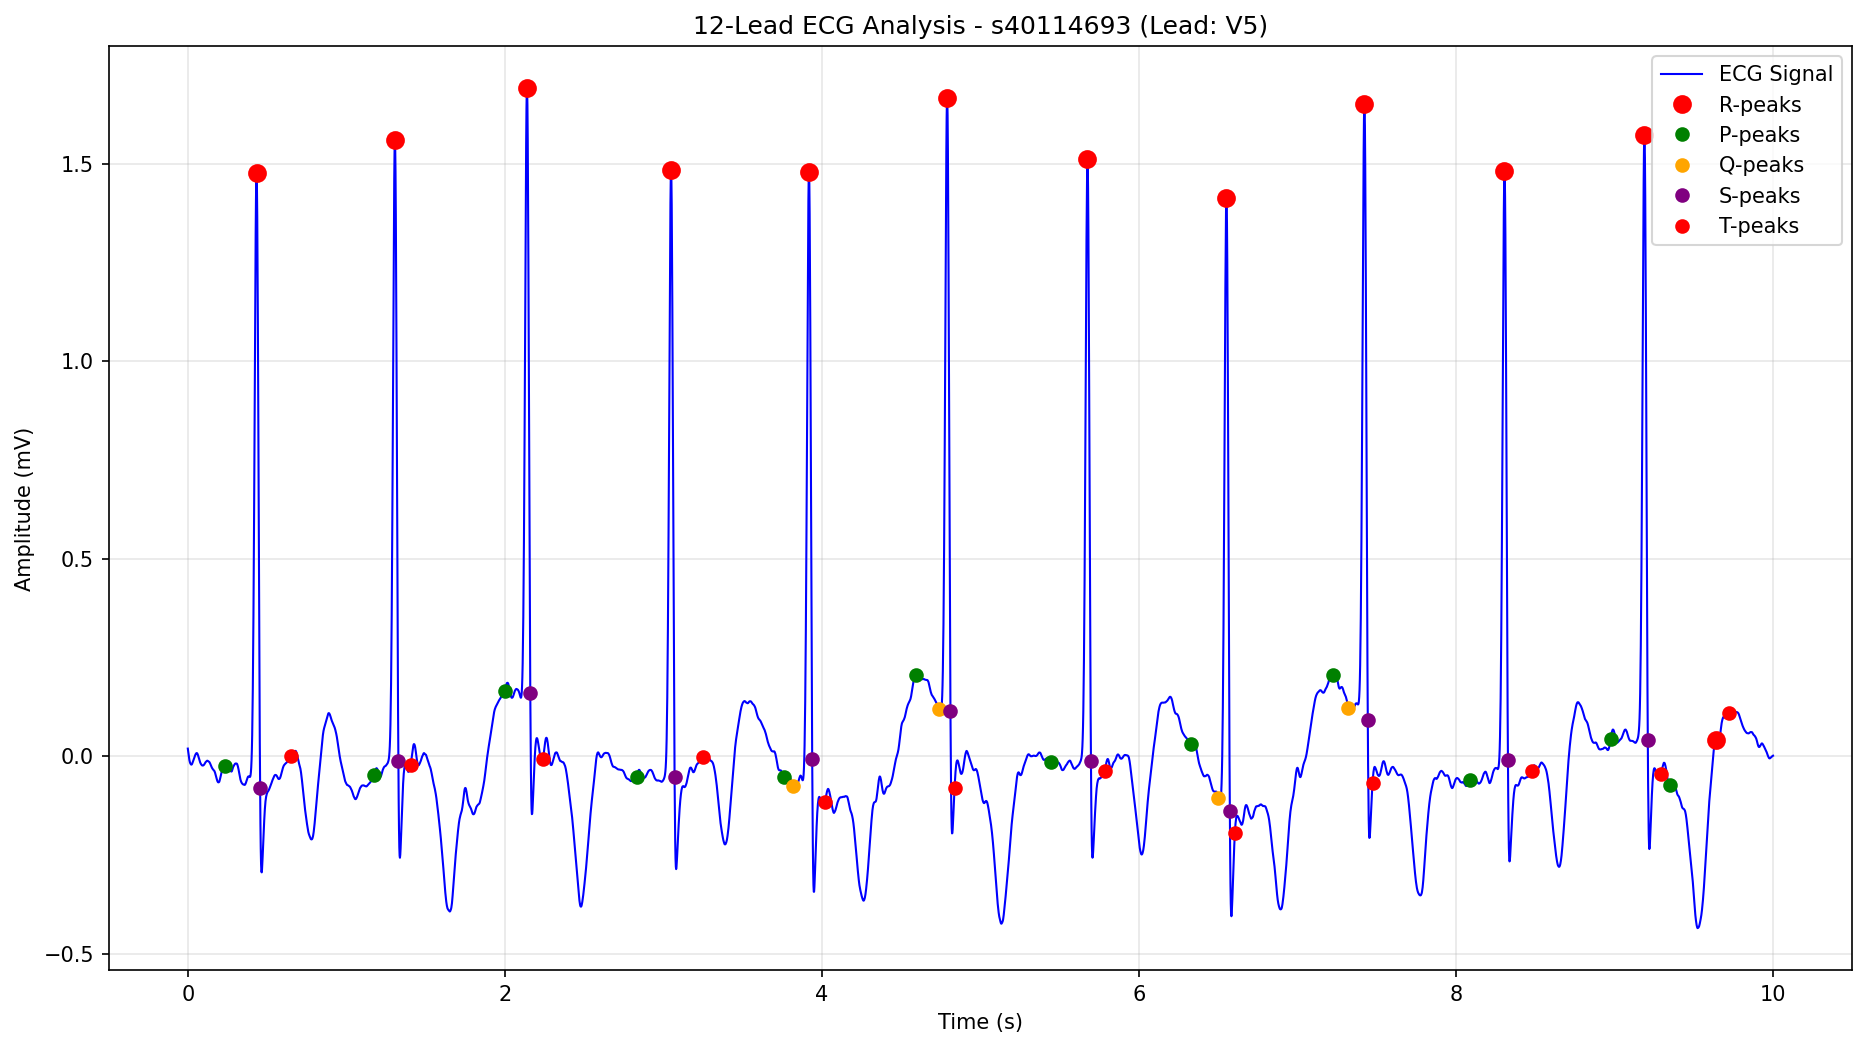 12-Lead ECG Analysis - s40114693 (Lead: V5)
ECG Signal
R-peaks
P-peaks
Q-peaks
S-peaks
T-peaks
Amplitude (mV)
1.5
1.0
0.5
0.0
−0.5
0
2
4
6
8
10
Time (s)